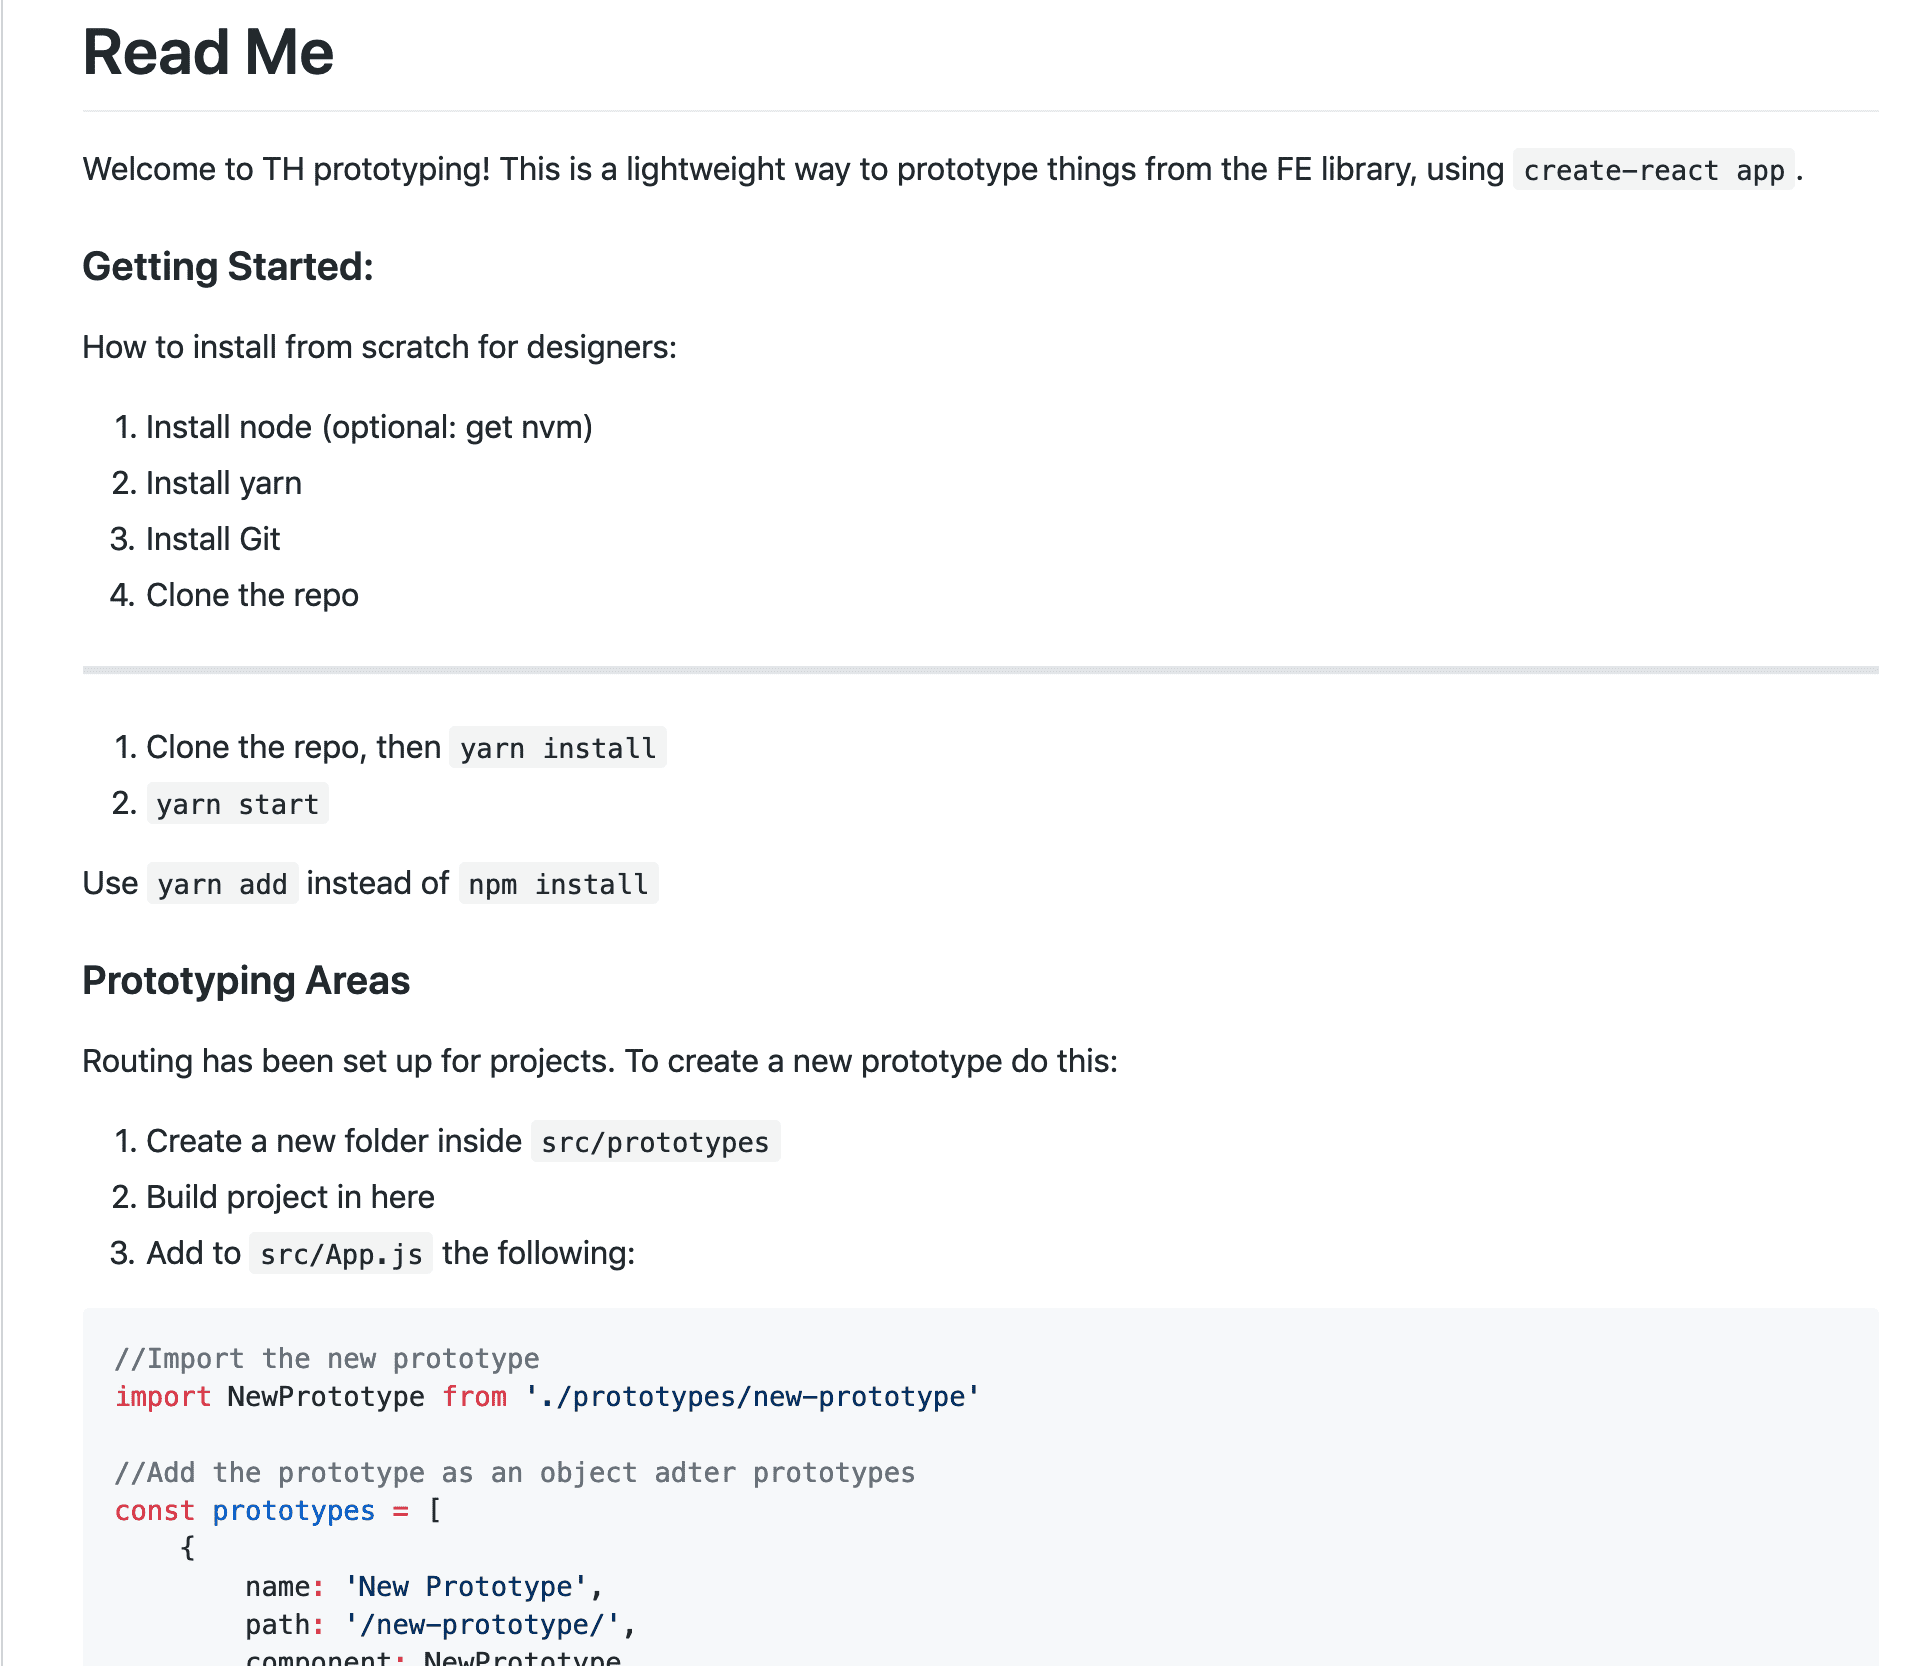 Read Me
Welcome to TH prototyping! This is a lightweight way to prototype things from the FE library, using create-react app.
Getting Started:
How to install from scratch for designers:
1. Install node (optional: get nvm)
2. Install yarn
3. Install Git
4. Clone the repo
1. Clone the repo, then yarn install
2. yarn start
Use yarn add instead of npm install
Prototyping Areas
Routing has been set up for projects. To create a new prototype do this:
1. Create a new folder inside src/prototypes
2. Build project in here
3. Add to src/App.js the following:
//Import the new prototype
import NewPrototype from './prototypes/new-prototype'
//Add the prototype as an object adter prototypes
const prototypes = [
{
name: 'New Prototype',
path: '/new-prototype/',
component: NewPrototype